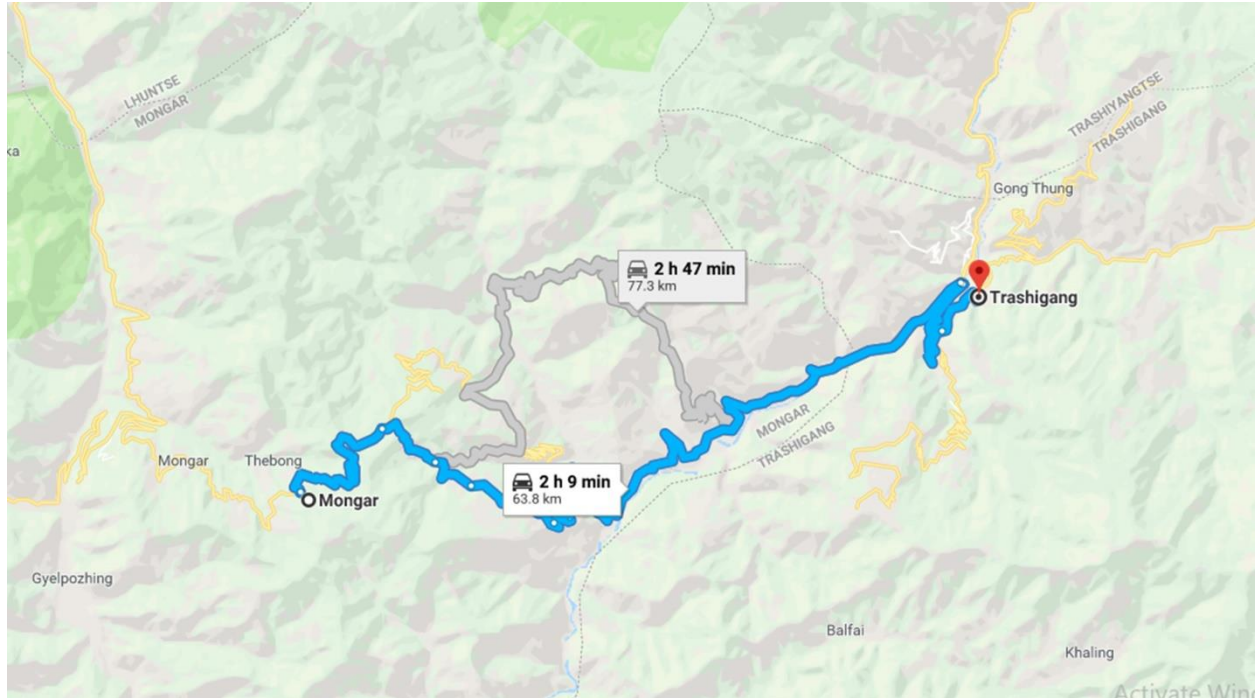 LHUNTSE
MONGAR
ka
TRASHIYANGTSE
TRASHIGANG
Gong Thung
2 h 47 min
77.3 km
Trashigang
MONGAR
TRASHIGANG
Mongar
Thebong
2 h 9 min
63.8 km
Mongar
Gyelpozhing
Balfai
Khaling
Activate Win